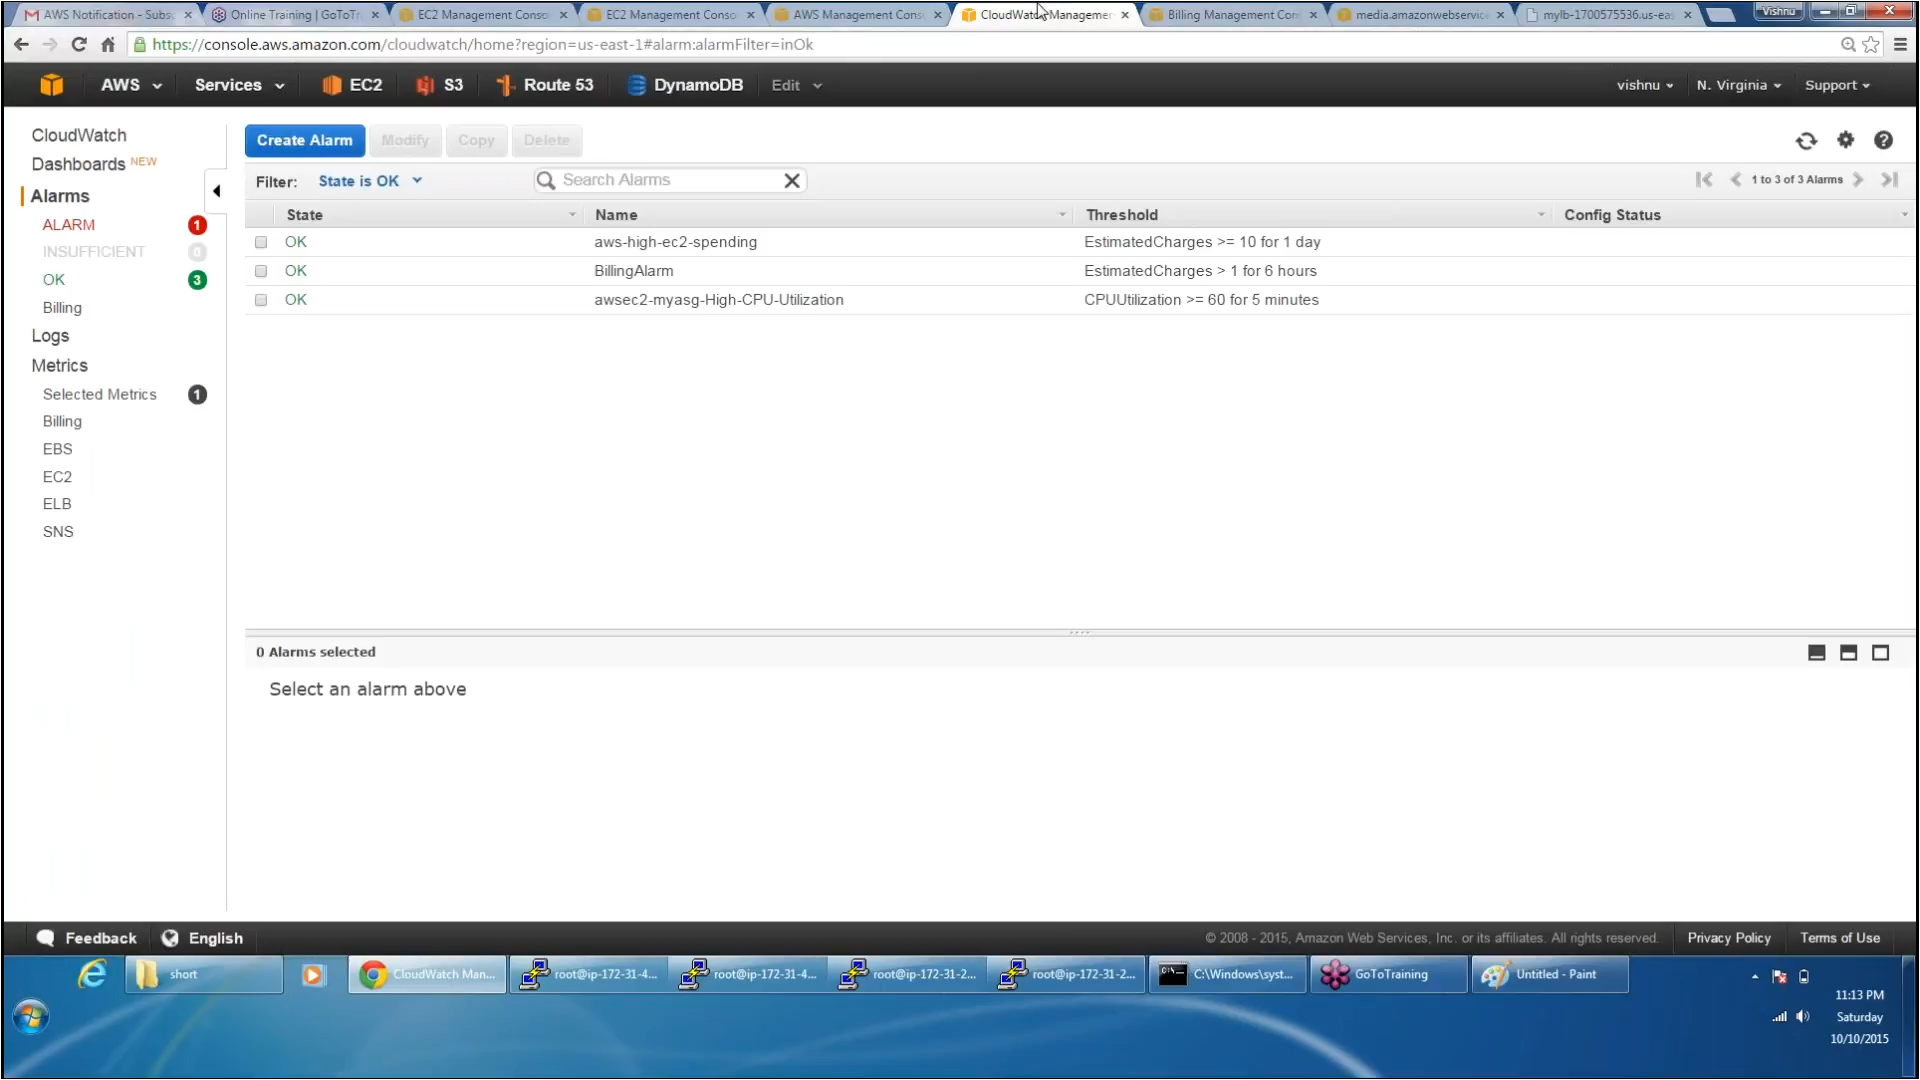 AWS Notification - Subsc
Online Training | GoToTr
EC2 Management Conso
EC2 Management Conso
AWS Management Cons
CloudWatch Managemen
Billing Management Con
media.amazonwebservice
mylb-1700575536.us-eas
Vishnu
https://console.aws.amazon.com/cloudwatch/home?region=us-east-1#alarm:alarmFilter=inOk
AWS
Services
EC2
S3
Route 53
DynamoDB
Edit
vishnu
N. Virginia
Support
CloudWatch
Dashboards NEW
Alarms
ALARM 1
INSUFFICIENT 0
OK 3
Billing
Logs
Metrics
Selected Metrics 1
Billing
EBS
EC2
ELB
SNS
Create Alarm
Modify
Copy
Delete
Filter: State is OK
Search Alarms
1 to 3 of 3 Alarms
State Name Threshold Config Status
OK aws-high-ec2-spending EstimatedCharges >= 10 for 1 day
OK BillingAlarm EstimatedCharges > 1 for 6 hours
OK awsec2-myasg-High-CPU-Utilization CPUUtilization >= 60 for 5 minutes
0 Alarms selected
Select an alarm above
Feedback
English
© 2008 - 2015, Amazon Web Services, Inc. or its affiliates. All rights reserved.
Privacy Policy
Terms of Use
short
CloudWatch Man...
root@ip-172-31-4...
root@ip-172-31-4...
root@ip-172-31-2...
root@ip-172-31-2...
C:\Windows\syst...
GoToTraining
Untitled - Paint
11:13 PM
Saturday
10/10/2015